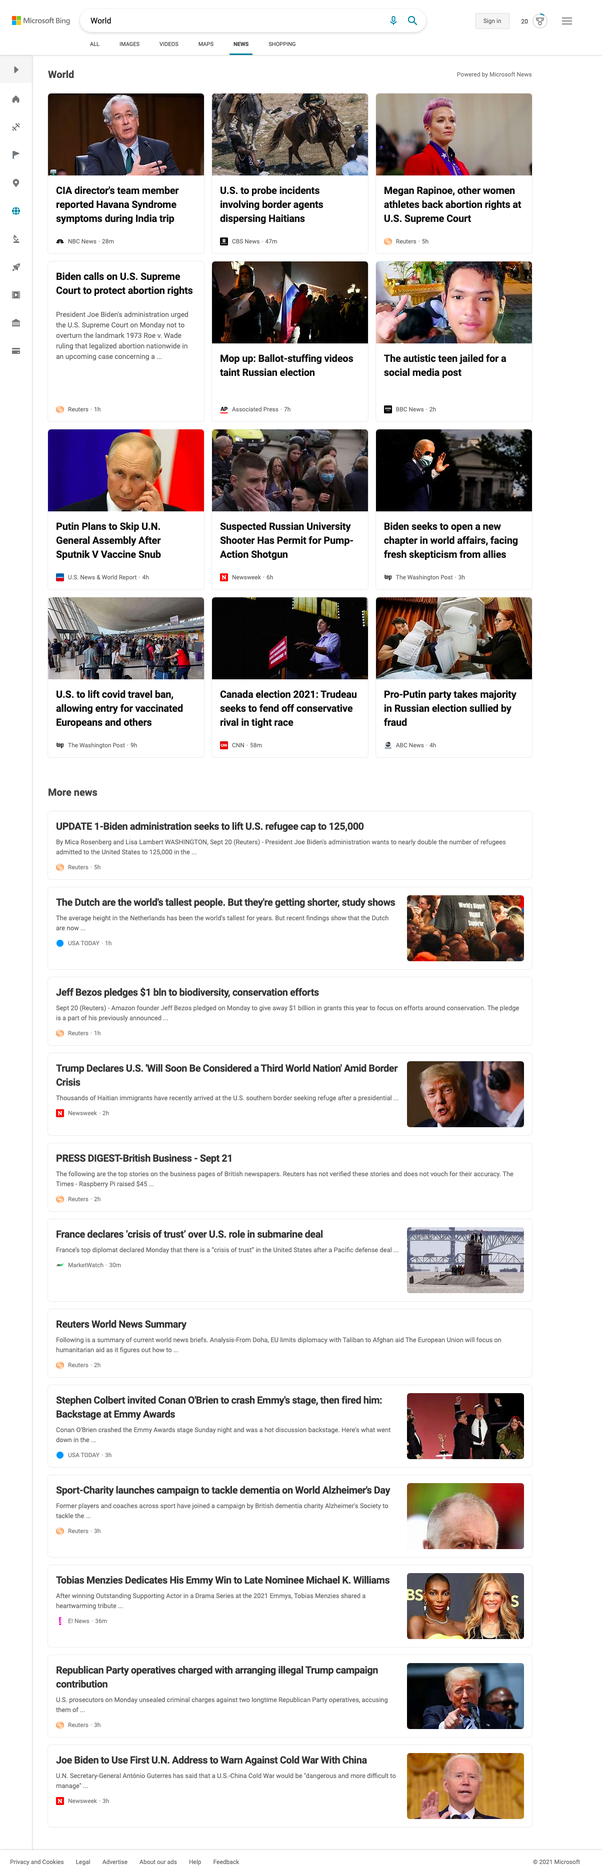 Microsoft Bing
World
Sign in
20
ALL IMAGES VIDEOS MAPS NEWS SHOPPING
World
Powered by Microsoft News
CIA director's team member
reported Havana Syndrome
symptoms during India trip
NBC News · 28m
U.S. to probe incidents
involving border agents
dispersing Haitians
CBS News · 47m
Megan Rapinoe, other women
athletes back abortion rights at
U.S. Supreme Court
Reuters · 5h
Biden calls on U.S. Supreme
Court to protect abortion rights
President Joe Biden's administration urged
the U.S. Supreme Court on Monday not to
overturn the landmark 1973 Roe v. Wade
ruling that legalized abortion nationwide in
an upcoming case concerning a ...
Reuters · 1h
Mop up: Ballot-stuffing videos
taint Russian election
AP
Associated Press · 7h
The autistic teen jailed for a
social media post
BBC News · 2h
Putin Plans to Skip U.N.
General Assembly After
Sputnik V Vaccine Snub
U.S. News & World Report · 4h
Suspected Russian University
Shooter Has Permit for Pump-
Action Shotgun
N
Newsweek · 6h
Biden seeks to open a new
chapter in world affairs, facing
fresh skepticism from allies
wp
The Washington Post · 3h
U.S. to lift covid travel ban,
allowing entry for vaccinated
Europeans and others
wp
The Washington Post · 9h
Canada election 2021: Trudeau
seeks to fend off conservative
rival in tight race
CNN · 58m
Pro-Putin party takes majority
in Russian election sullied by
fraud
ABC News · 4h
More news
UPDATE 1-Biden administration seeks to lift U.S. refugee cap to 125,000
By Mica Rosenberg and Lisa Lambert WASHINGTON, Sept 20 (Reuters) - President Joe Biden's administration wants to nearly double the number of refugees
admitted to the United States to 125,000 in the ...
Reuters · 5h
The Dutch are the world's tallest people. But they're getting shorter, study shows
The average height in the Netherlands has been the world's tallest for years. But recent findings show that the Dutch
are now ...
USA TODAY · 1h
World's Biggest
Jeff Bezos pledges $1 bln to biodiversity, conservation efforts
Sept 20 (Reuters) - Amazon founder Jeff Bezos pledged on Monday to give away $1 billion in grants this year to focus on efforts around conservation. The pledge
is a part of his previously announced ...
Reuters · 1h
Trump Declares U.S. 'Will Soon Be Considered a Third World Nation' Amid Border
Crisis
Thousands of Haitian immigrants have recently arrived at the U.S. southern border seeking refuge after a presidential ...
N
Newsweek · 2h
PRESS DIGEST-British Business - Sept 21
The following are the top stories on the business pages of British newspapers. Reuters has not verified these stories and does not vouch for their accuracy. The
Times - Raspberry Pi raised $45 ...
Reuters · 2h
France declares 'crisis of trust' over U.S. role in submarine deal
France's top diplomat declared Monday that there is a "crisis of trust" in the United States after a Pacific defense deal ...
MarketWatch · 30m
Reuters World News Summary
Following is a summary of current world news briefs. Analysis-From Doha, EU limits diplomacy with Taliban to Afghan aid The European Union will focus on
humanitarian aid as it figures out how to ...
Reuters · 2h
Stephen Colbert invited Conan O'Brien to crash Emmy's stage, then fired him:
Backstage at Emmy Awards
Conan O'Brien crashed the Emmy Awards stage Sunday night and was a hot discussion backstage. Here's what went
down in the ...
USA TODAY · 3h
Sport-Charity launches campaign to tackle dementia on World Alzheimer's Day
Former players and coaches across sport have joined a campaign by British dementia charity Alzheimer's Society to
tackle the ...
Reuters · 3h
Tobias Menzies Dedicates His Emmy Win to Late Nominee Michael K. Williams
After winning Outstanding Supporting Actor in a Drama Series at the 2021 Emmys, Tobias Menzies shared a
heartwarming tribute ...
E! News · 36m
BS
Republican Party operatives charged with arranging illegal Trump campaign
contribution
U.S. prosecutors on Monday unsealed criminal charges against two longtime Republican Party operatives, accusing
them of ...
Reuters · 3h
Joe Biden to Use First U.N. Address to Warn Against Cold War With China
U.N. Secretary-General António Guterres has said that a U.S.-China Cold War would be "dangerous and more difficult to
manage" ...
N
Newsweek · 3h
Privacy and Cookies Legal Advertise About our ads Help Feedback
© 2021 Microsoft